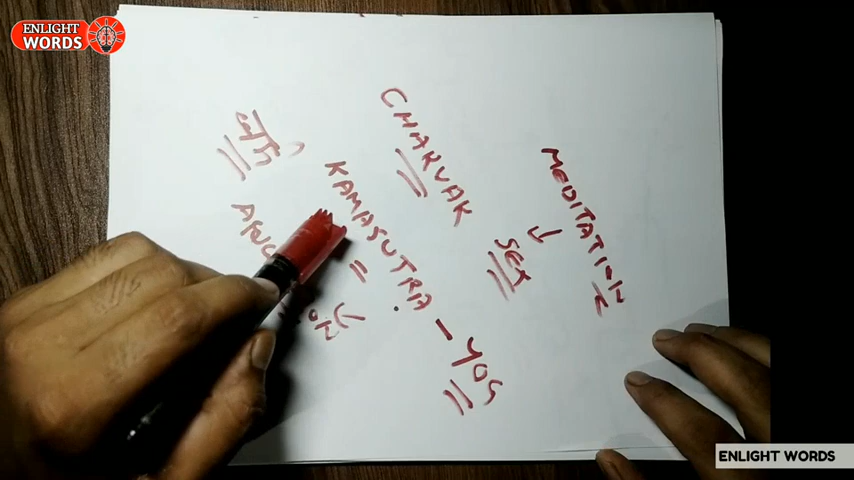 ENLIGHT
WORDS
CHARVAK
MEDITATION
SEX
KAMASUTRA - YOG
ENLIGHT WORDS